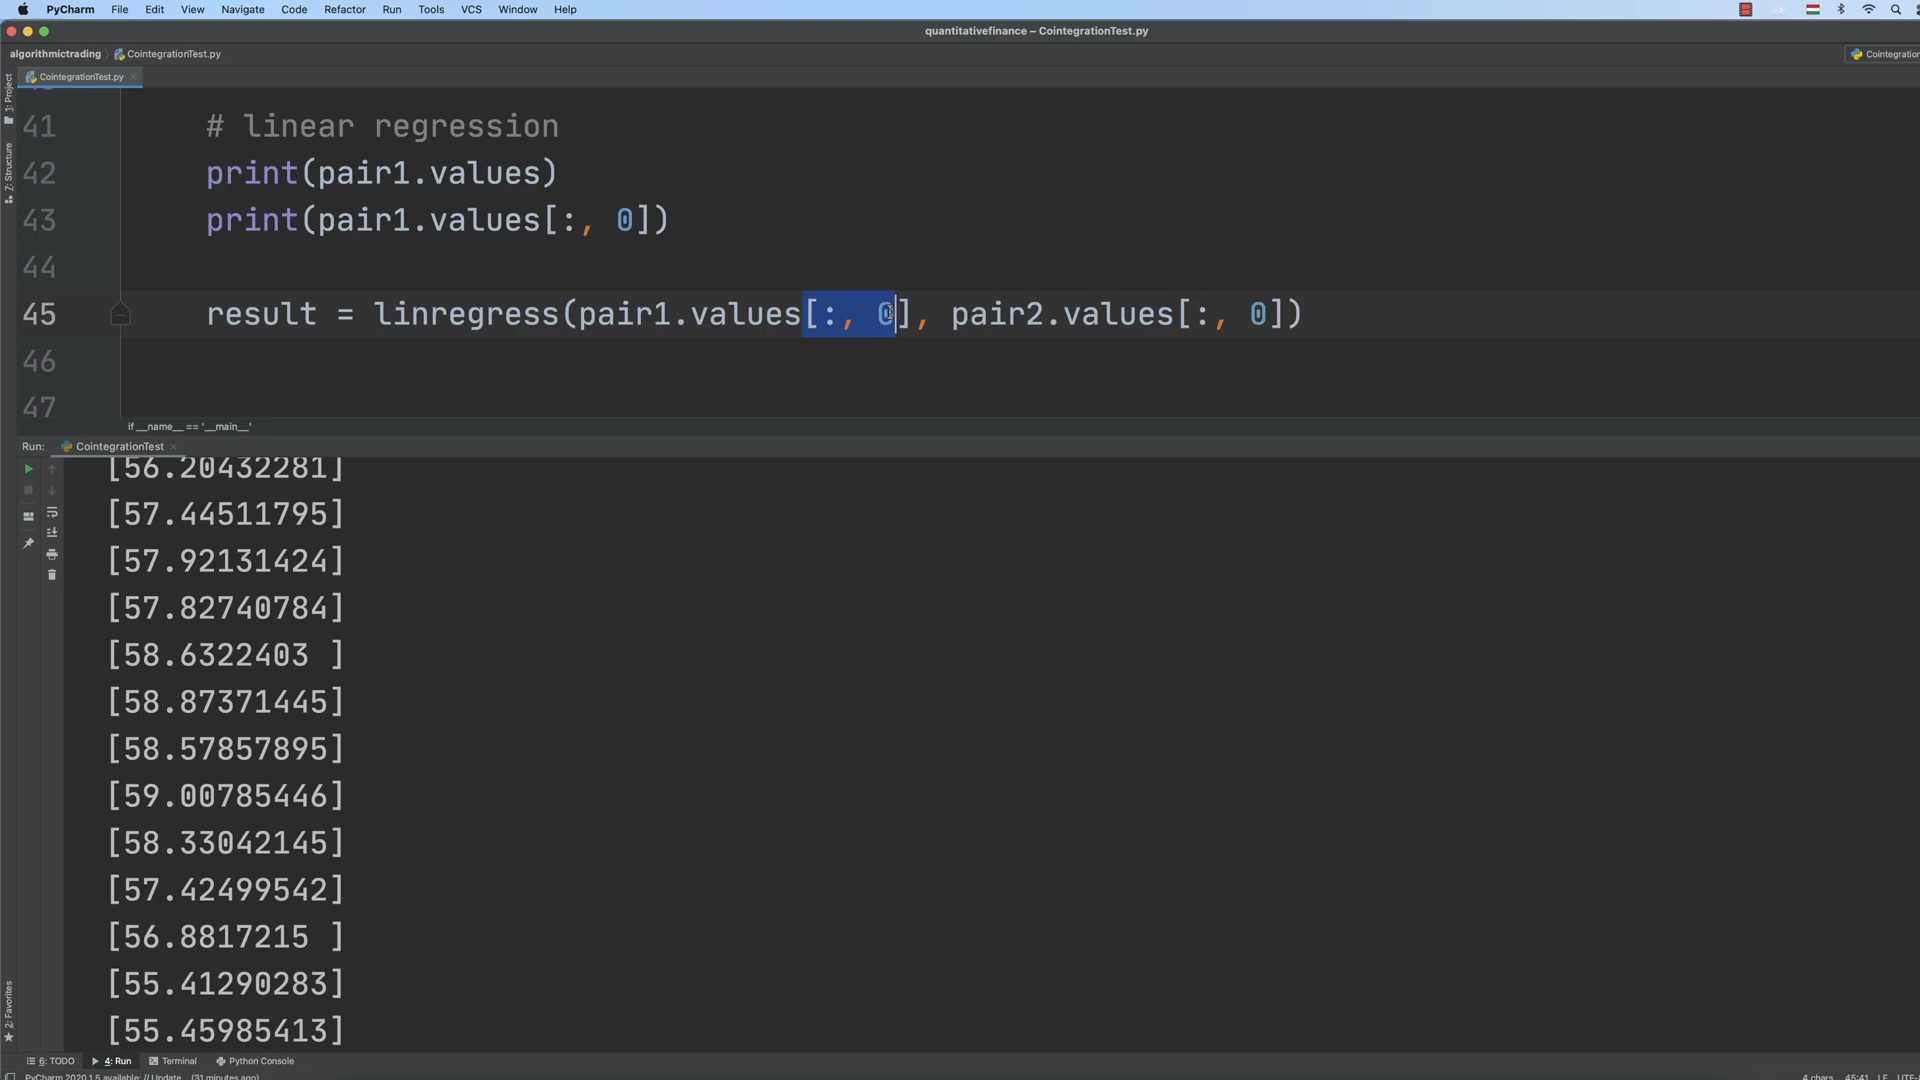 PyCharm File Edit View Navigate Code Refactor Run Tools VCS Window Help
quantitativefinance – CointegrationTest.py
algorithmictrading CointegrationTest.py
Cointegration
CointegrationTest.py
1: Project
7: Structure
41 # linear regression
42 print(pair1.values)
43 print(pair1.values[:, 0])
44
45 result = linregress(pair1.values[:, 0], pair2.values[:, 0])
46
47
if __name__ == '__main__'
Run: CointegrationTest
[56.20432281]
[57.44511795]
[57.92131424]
[57.82740784]
[58.6322403 ]
[58.87371445]
[58.57857895]
[59.00785446]
[58.33042145]
[57.42499542]
[56.8817215 ]
[55.41290283]
[55.45985413]
2: Favorites
6: TODO 4: Run Terminal Python Console
PyCharm 2020.1.5 available: // Update (31 minutes ago) 4 chars 45:41 LF UTF-8